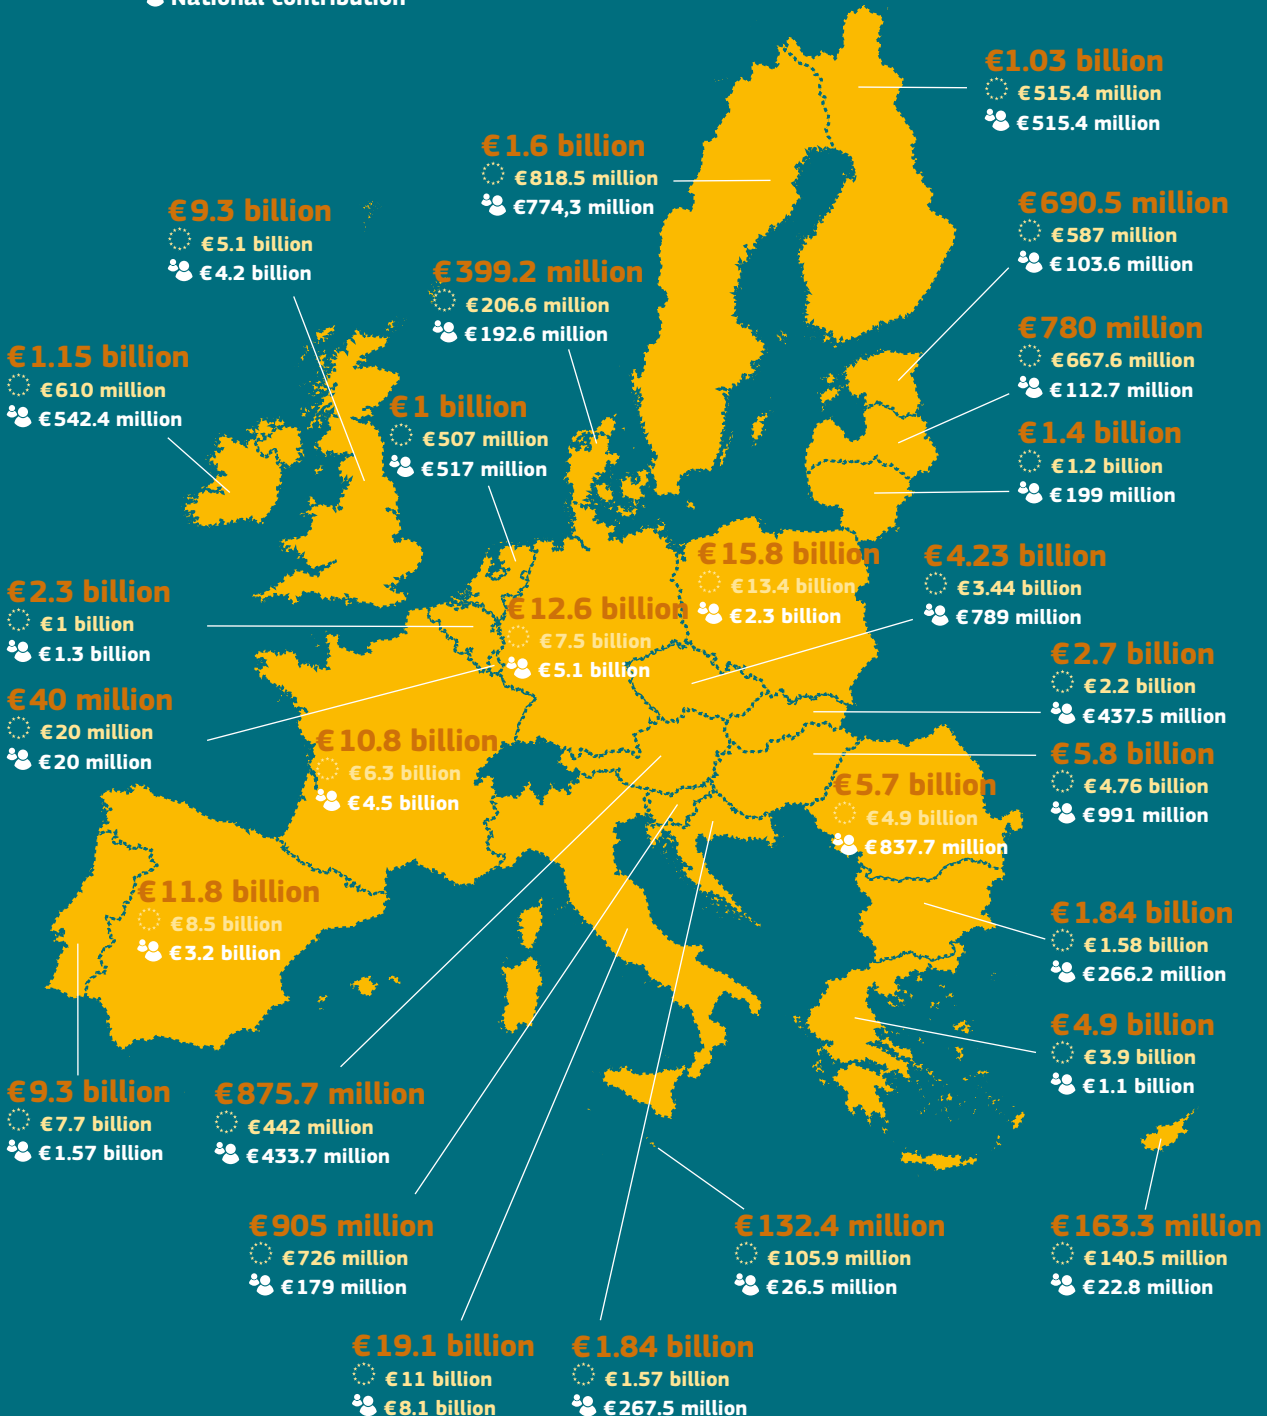 National contribution
€1.03 billion
€515.4 million
€515.4 million
€1.6 billion
€818.5 million
€774,3 million
€9.3 billion
€5.1 billion
€4.2 billion
€690.5 million
€587 million
€103.6 million
€399.2 million
€206.6 million
€192.6 million
€780 million
€667.6 million
€112.7 million
€1.15 billion
€610 million
€542.4 million
€1 billion
€507 million
€517 million
€1.4 billion
€1.2 billion
€199 million
€15.8 billion
€13.4 billion
€2.3 billion
€4.23 billion
€3.44 billion
€789 million
€2.3 billion
€1 billion
€1.3 billion
€12.6 billion
€7.5 billion
€5.1 billion
€2.7 billion
€2.2 billion
€437.5 million
€40 million
€20 million
€20 million
€10.8 billion
€6.3 billion
€4.5 billion
€5.8 billion
€4.76 billion
€991 million
€5.7 billion
€4.9 billion
€837.7 million
€11.8 billion
€8.5 billion
€3.2 billion
€1.84 billion
€1.58 billion
€266.2 million
€4.9 billion
€3.9 billion
€1.1 billion
€9.3 billion
€7.7 billion
€1.57 billion
€875.7 million
€442 million
€433.7 million
€905 million
€726 million
€179 million
€132.4 million
€105.9 million
€26.5 million
€163.3 million
€140.5 million
€22.8 million
€19.1 billion
€11 billion
€8.1 billion
€1.84 billion
€1.57 billion
€267.5 million